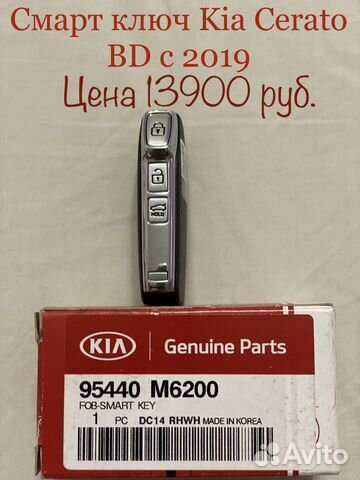 Смарт ключ Kia Cerato
BD с 2019
Цена 13900 руб.
HOLD
KIA Genuine Parts
95440 M6200
FOB-SMART KEY
1 PC DC14 RHWH MADE IN KOREA
Avito